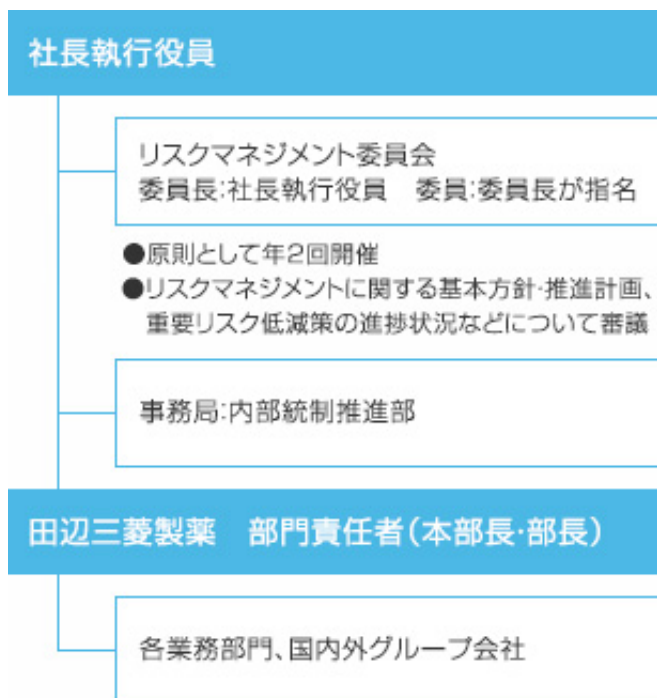 社長執行役員
リスクマネジメント委員会
委員長:社長執行役員　委員:委員長が指名
●原則として年2回開催
●リスクマネジメントに関する基本方針・推進計画、
重要リスク低減策の進捗状況などについて審議
事務局:内部統制推進部
田辺三菱製薬　部門責任者(本部長・部長)
各業務部門、国内外グループ会社